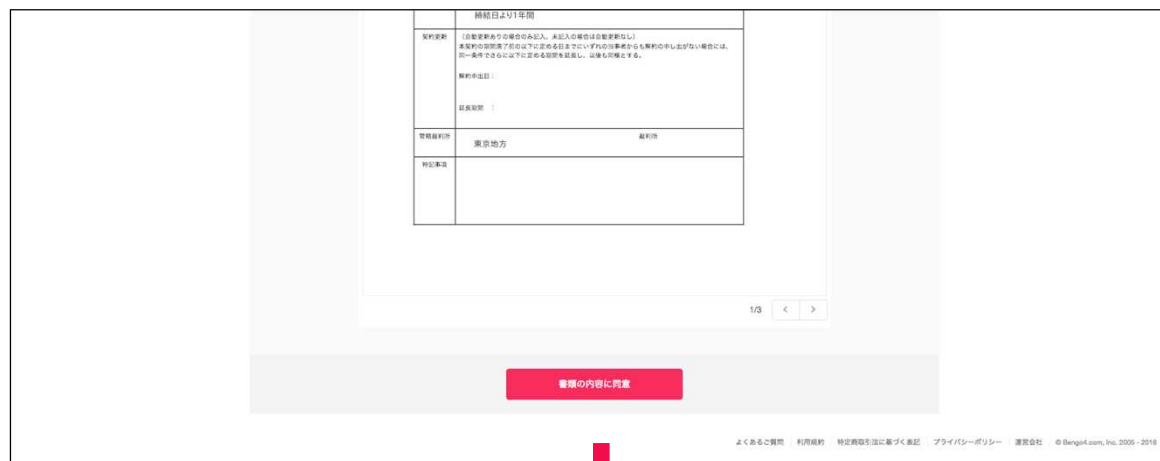 締結日より1年間
契約更新
(自動更新ありの場合のみ記入、未記入の場合は自動更新なし)
本契約の期間満了前の以下に定める日までにいずれの当事者からも解約の申し出がない場合には、
同一条件でさらに以下に定める期間を延長し、以後も同様とする。
解約申出日:
延長期間 :
管轄裁判所
東京地方
裁判所
特記事項
1/3 < >
書類の内容に同意
よくあるご質問 利用規約 特定商取引法に基づく表記 プライバシーポリシー 運営会社 © Bengo4.com, Inc. 2005 - 2018